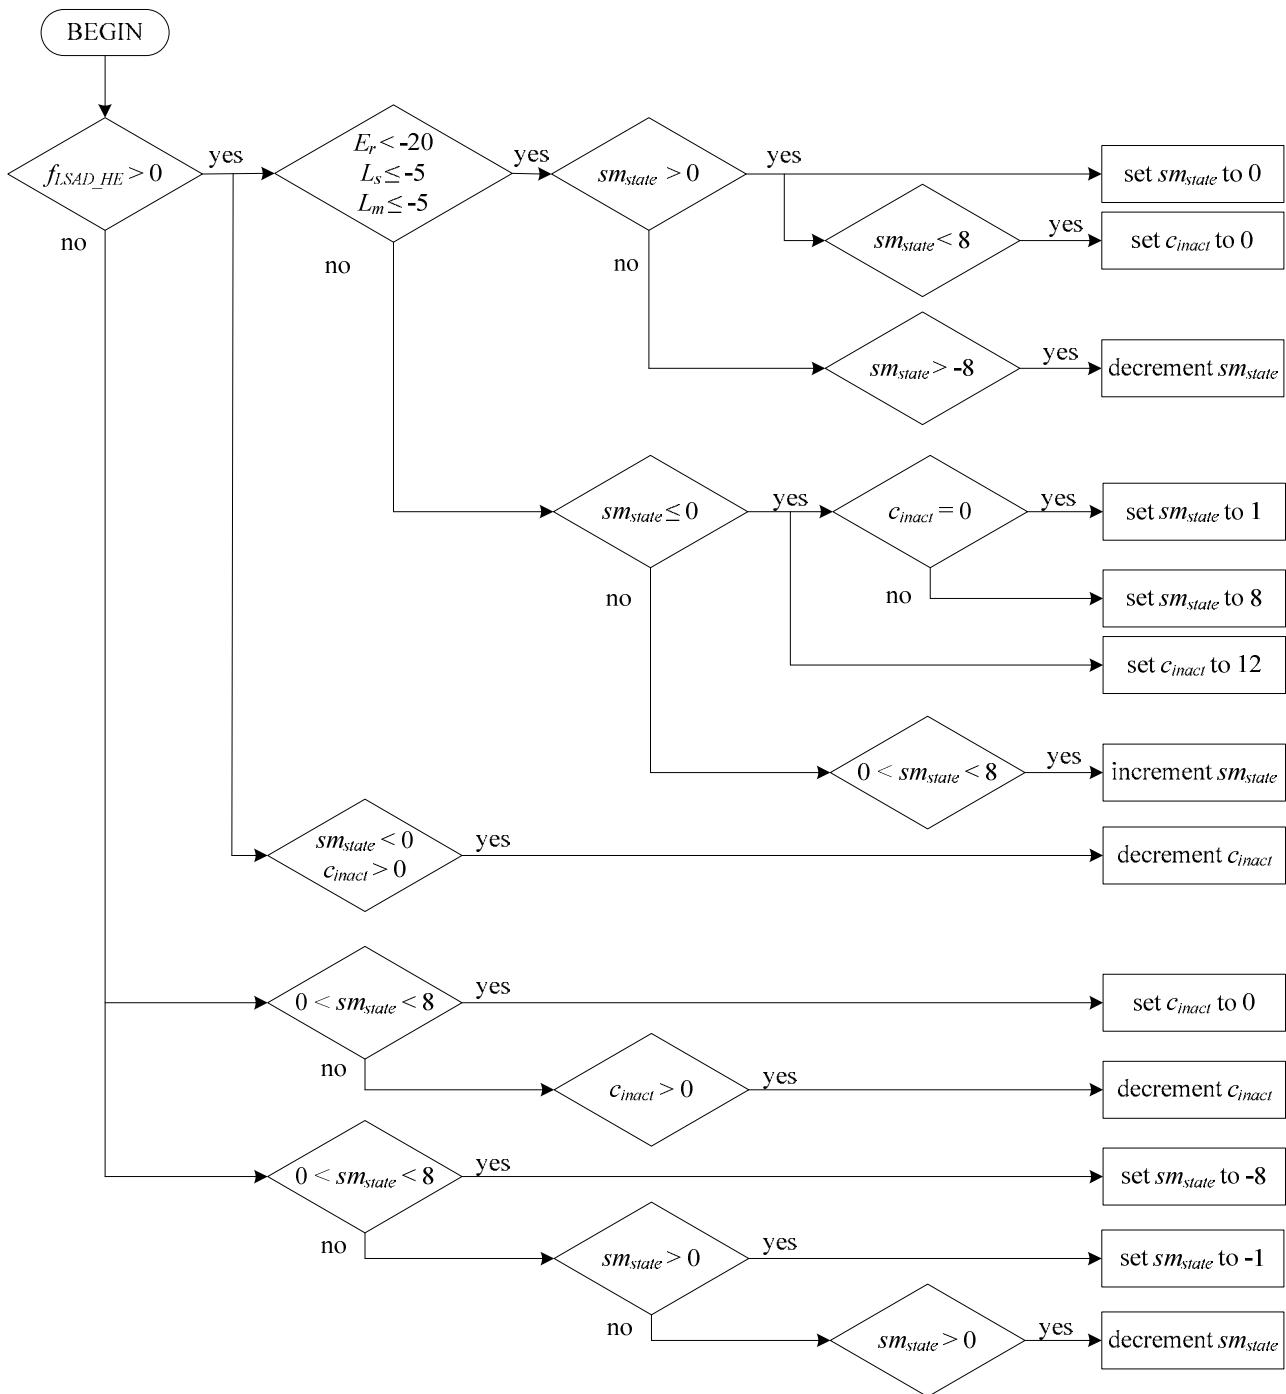 BEGIN
f_LSAD_HE > 0
yes
no
E_r < -20
L_s ≤ -5
L_m ≤ -5
yes
no
sm_state > 0
yes
no
set sm_state to 0
sm_state < 8
yes
set c_inact to 0
sm_state > -8
yes
decrement sm_state
sm_state ≤ 0
yes
no
c_inact = 0
yes
no
set sm_state to 1
set sm_state to 8
set c_inact to 12
0 < sm_state < 8
yes
increment sm_state
sm_state < 0
c_inact > 0
yes
decrement c_inact
0 < sm_state < 8
yes
no
set c_inact to 0
c_inact > 0
yes
decrement c_inact
0 < sm_state < 8
yes
no
set sm_state to -8
sm_state > 0
yes
no
set sm_state to -1
sm_state > 0
yes
decrement sm_state